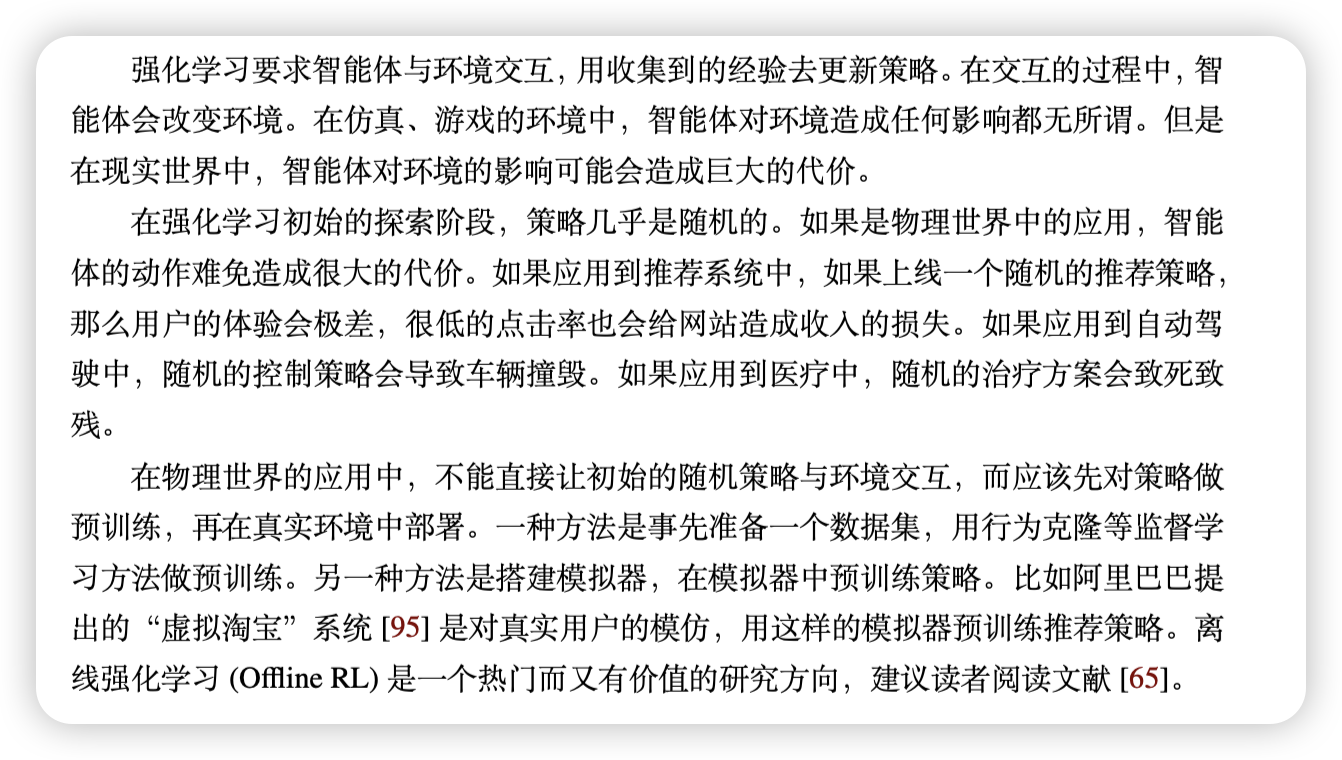 强化学习要求智能体与环境交互，用收集到的经验去更新策略。在交互的过程中，智
能体会改变环境。在仿真、游戏的环境中，智能体对环境造成任何影响都无所谓。但是
在现实世界中，智能体对环境的影响可能会造成巨大的代价。
在强化学习初始的探索阶段，策略几乎是随机的。如果是物理世界中的应用，智能
体的动作难免造成很大的代价。如果应用到推荐系统中，如果上线一个随机的推荐策略，
那么用户的体验会极差，很低的点击率也会给网站造成收入的损失。如果应用到自动驾
驶中，随机的控制策略会导致车辆撞毁。如果应用到医疗中，随机的治疗方案会致死致
残。
在物理世界的应用中，不能直接让初始的随机策略与环境交互，而应该先对策略做
预训练，再在真实环境中部署。一种方法是事先准备一个数据集，用行为克隆等监督学
习方法做预训练。另一种方法是搭建模拟器，在模拟器中预训练策略。比如阿里巴巴提
出的“虚拟淘宝”系统 [95] 是对真实用户的模仿，用这样的模拟器预训练推荐策略。离
线强化学习 (Offline RL) 是一个热门而又有价值的研究方向，建议读者阅读文献 [65]。